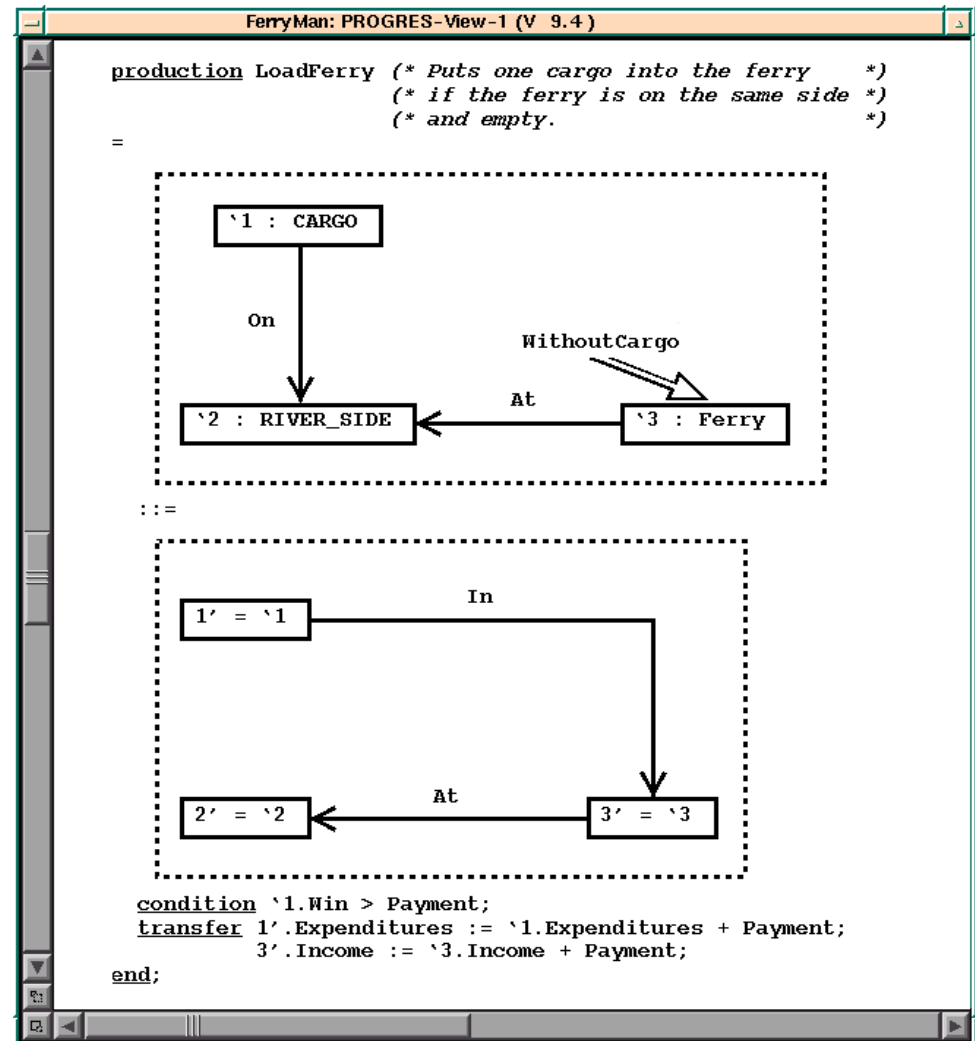 FerryMan: PROGRES-View-1 (V 9.4)
production LoadFerry (* Puts one cargo into the ferry *)
(* if the ferry is on the same side *)
(* and empty. *)
=
`1 : CARGO
On
WithoutCargo
At
`2 : RIVER_SIDE
`3 : Ferry
::=
In
1' = `1
At
2' = `2
3' = `3
condition `1.Win > Payment;
transfer 1'.Expenditures := `1.Expenditures + Payment;
3'.Income := `3.Income + Payment;
end;